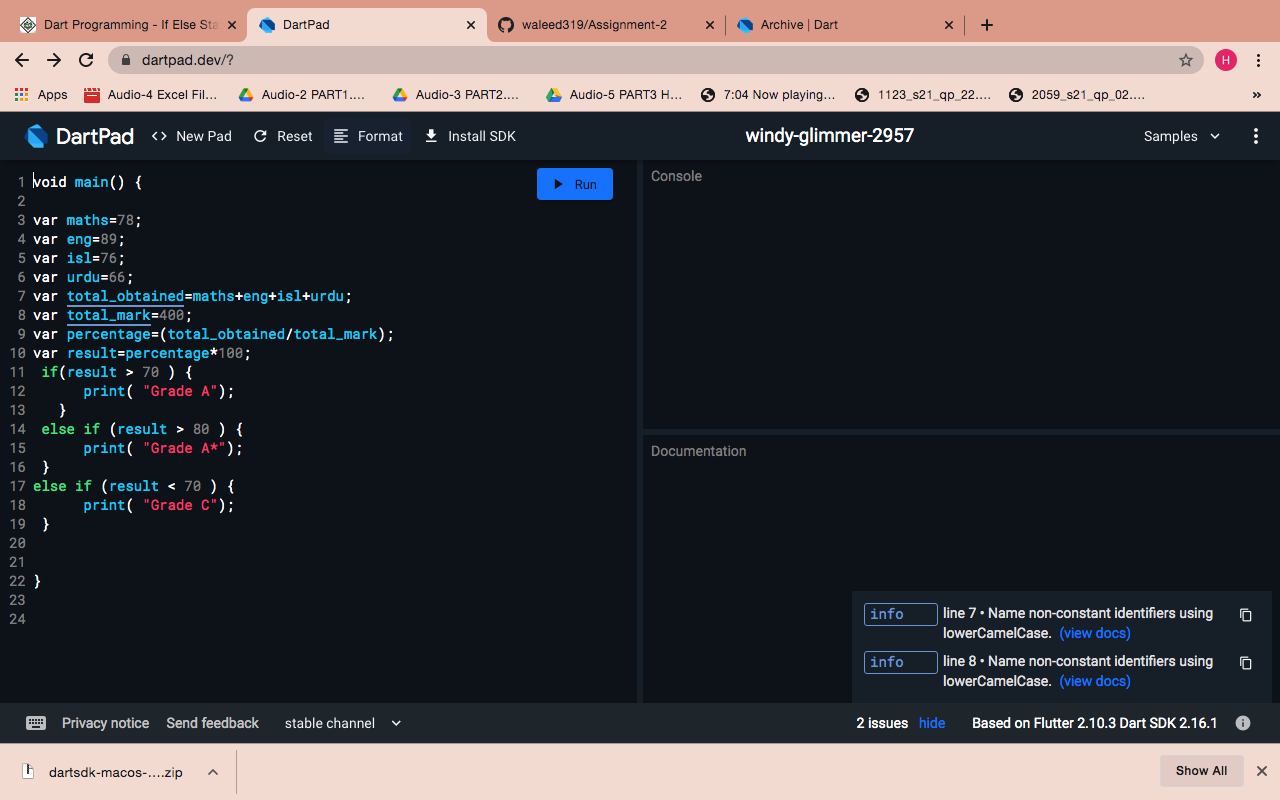 Dart Programming - If Else Sta
DartPad
waleed319/Assignment-2
Archive | Dart
dartpad.dev/?
H
Apps
Audio-4 Excel Fil...
Audio-2 PART1....
Audio-3 PART2....
Audio-5 PART3 H...
7:04 Now playing...
1123_s21_qp_22....
2059_s21_qp_02....
»
DartPad
<> New Pad
Reset
Format
Install SDK
windy-glimmer-2957
Samples
Run
1 void main() {
2
3 var maths=78;
4 var eng=89;
5 var isl=76;
6 var urdu=66;
7 var total_obtained=maths+eng+isl+urdu;
8 var total_mark=400;
9 var percentage=(total_obtained/total_mark);
10 var result=percentage*100;
11 if(result > 70 ) {
12 print( "Grade A");
13 }
14 else if (result > 80 ) {
15 print( "Grade A*");
16 }
17 else if (result < 70 ) {
18 print( "Grade C");
19 }
20
21
22 }
23
24
Console
Documentation
info line 7 • Name non-constant identifiers using
lowerCamelCase. (view docs)
info line 8 • Name non-constant identifiers using
lowerCamelCase. (view docs)
Privacy notice
Send feedback
stable channel
2 issues hide
Based on Flutter 2.10.3 Dart SDK 2.16.1
dartsdk-macos-....zip
Show All